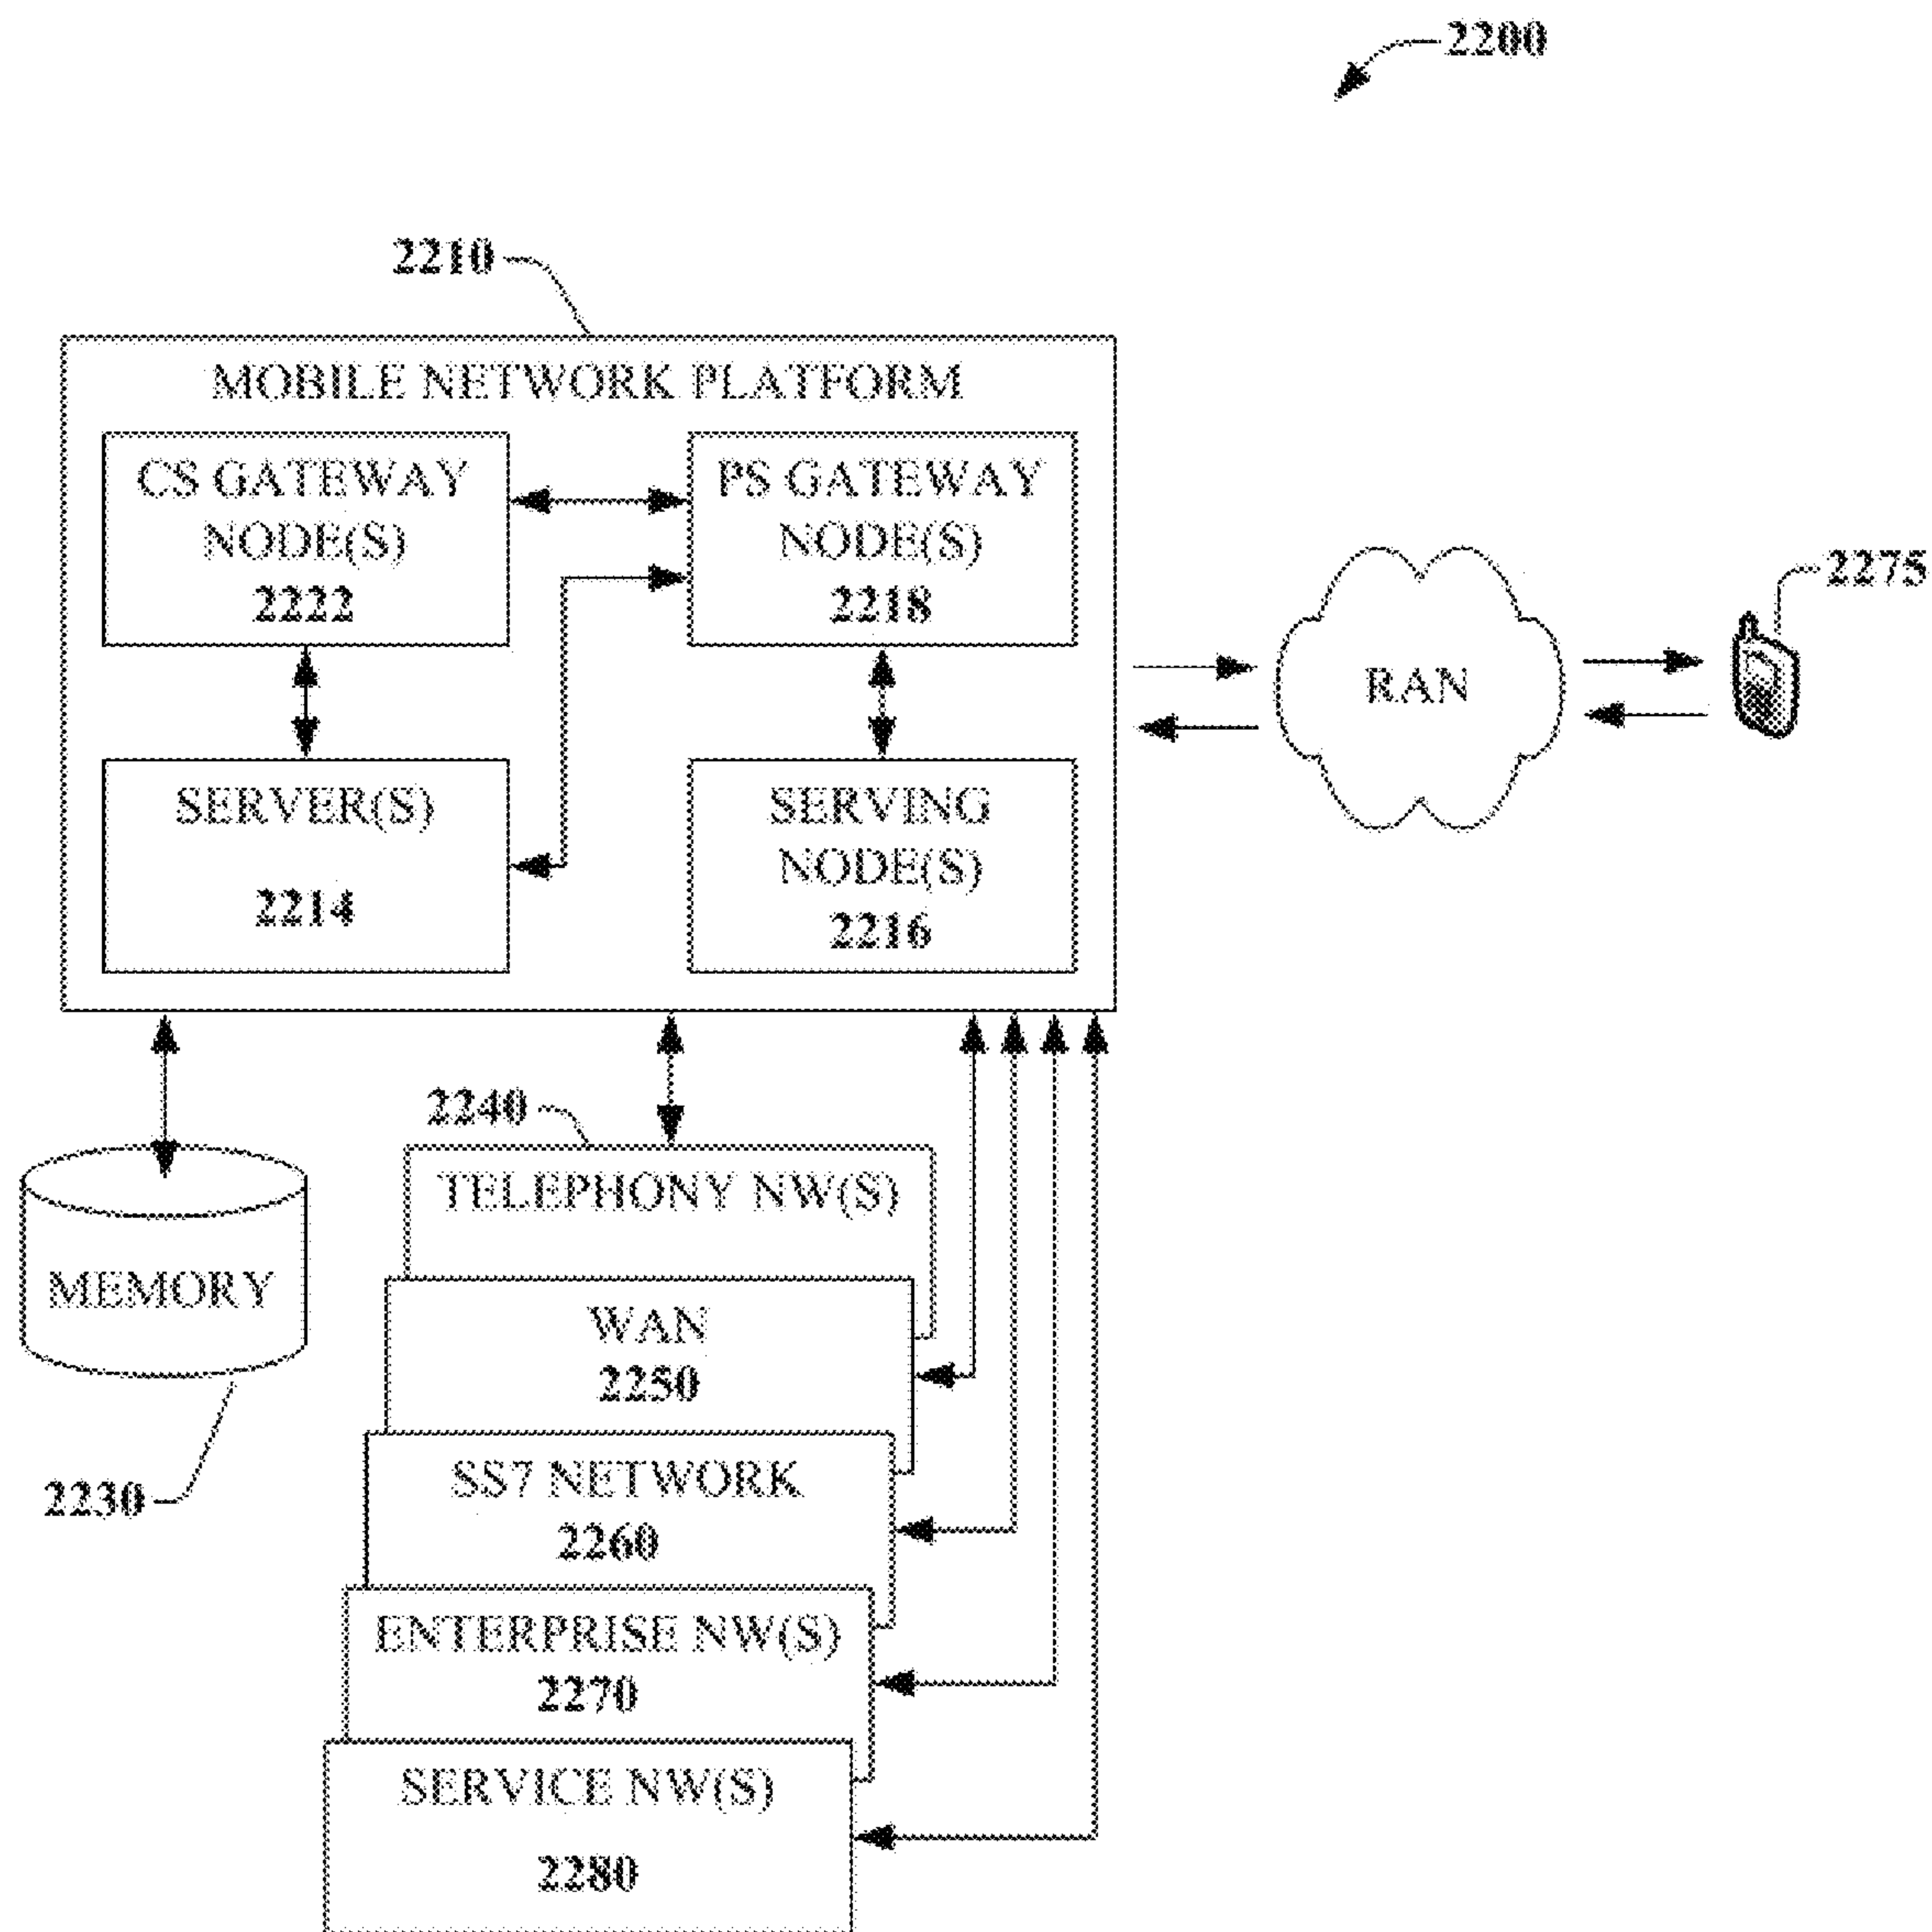 2200
2210
MOBILE NETWORK PLATFORM
CS GATEWAY
NODE(S)
2222
PS GATEWAY
NODE(S)
2218
SERVER(S)
2214
SERVING
NODE(S)
2216
RAN
2275
2240
TELEPHONY NW(S)
MEMORY
2230
WAN
2250
SS7 NETWORK
2260
ENTERPRISE NW(S)
2270
SERVICE NW(S)
2280